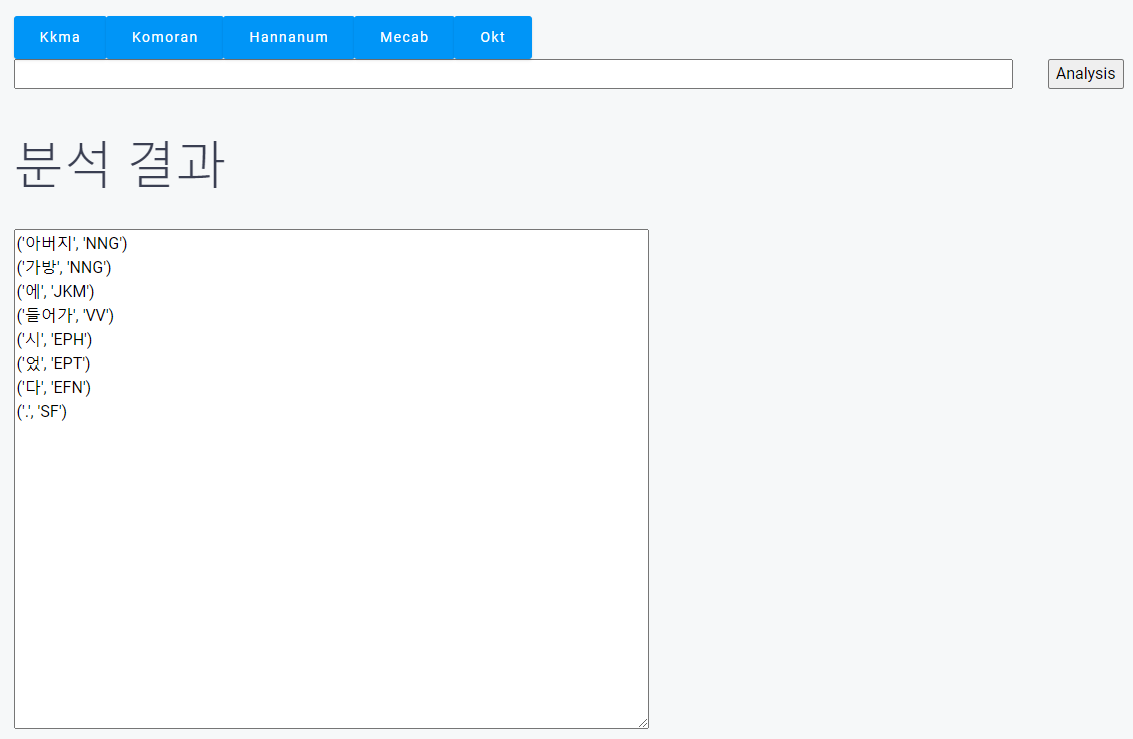 Kkma Komoran Hannanum Mecab Okt
Analysis
분석 결과
('아버지', 'NNG')
('가방', 'NNG')
('에', 'JKM')
('들어가', 'VV')
('시', 'EPH')
('었', 'EPT')
('다', 'EFN')
('.', 'SF')